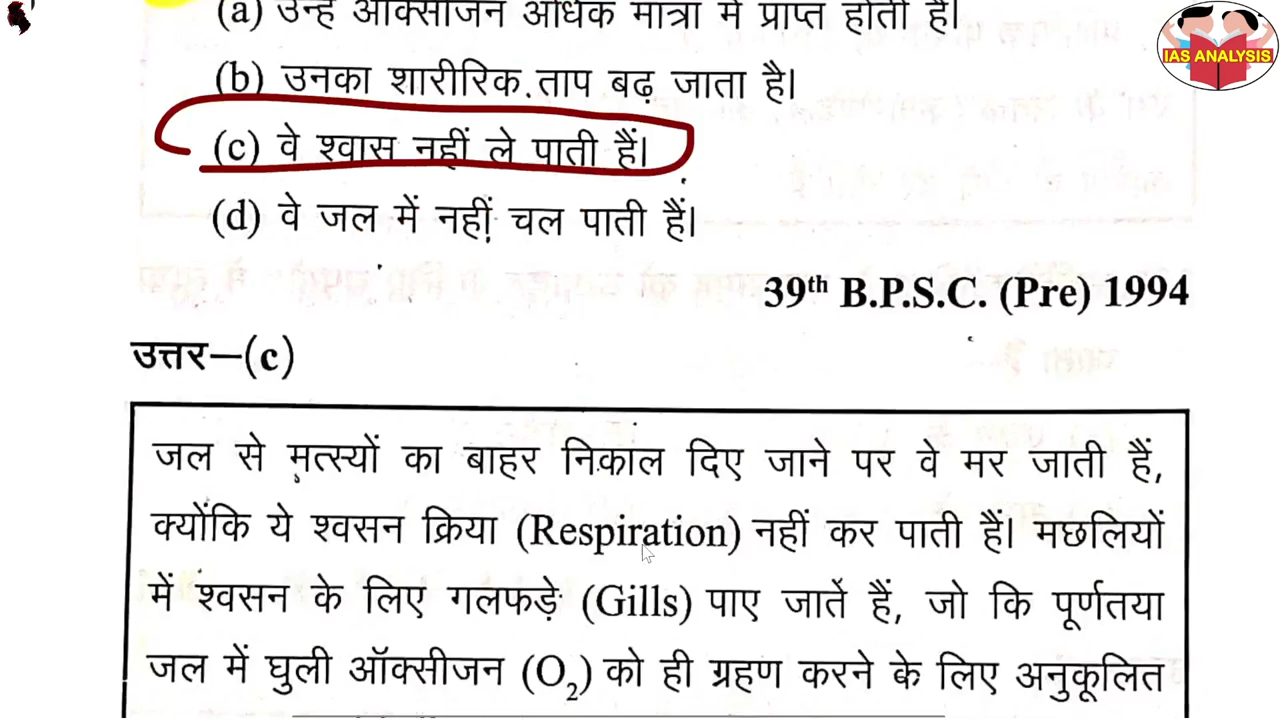 (a) उन्हें ऑक्सीजन अधिक मात्रा में प्राप्त होती है।
IAS ANALYSIS
(b) उनका शारीरिक ताप बढ़ जाता है।
(c) वे श्वास नहीं ले पाती हैं।
(d) वे जल में नहीं चल पाती हैं।
39th B.P.S.C. (Pre) 1994
उत्तर–(c)
जल से मत्स्यों का बाहर निकाल दिए जाने पर वे मर जाती हैं,
क्योंकि ये श्वसन क्रिया (Respiration) नहीं कर पाती हैं। मछलियों
में श्वसन के लिए गलफड़े (Gills) पाए जाते हैं, जो कि पूर्णतया
जल में घुली ऑक्सीजन (O2) को ही ग्रहण करने के लिए अनुकूलित